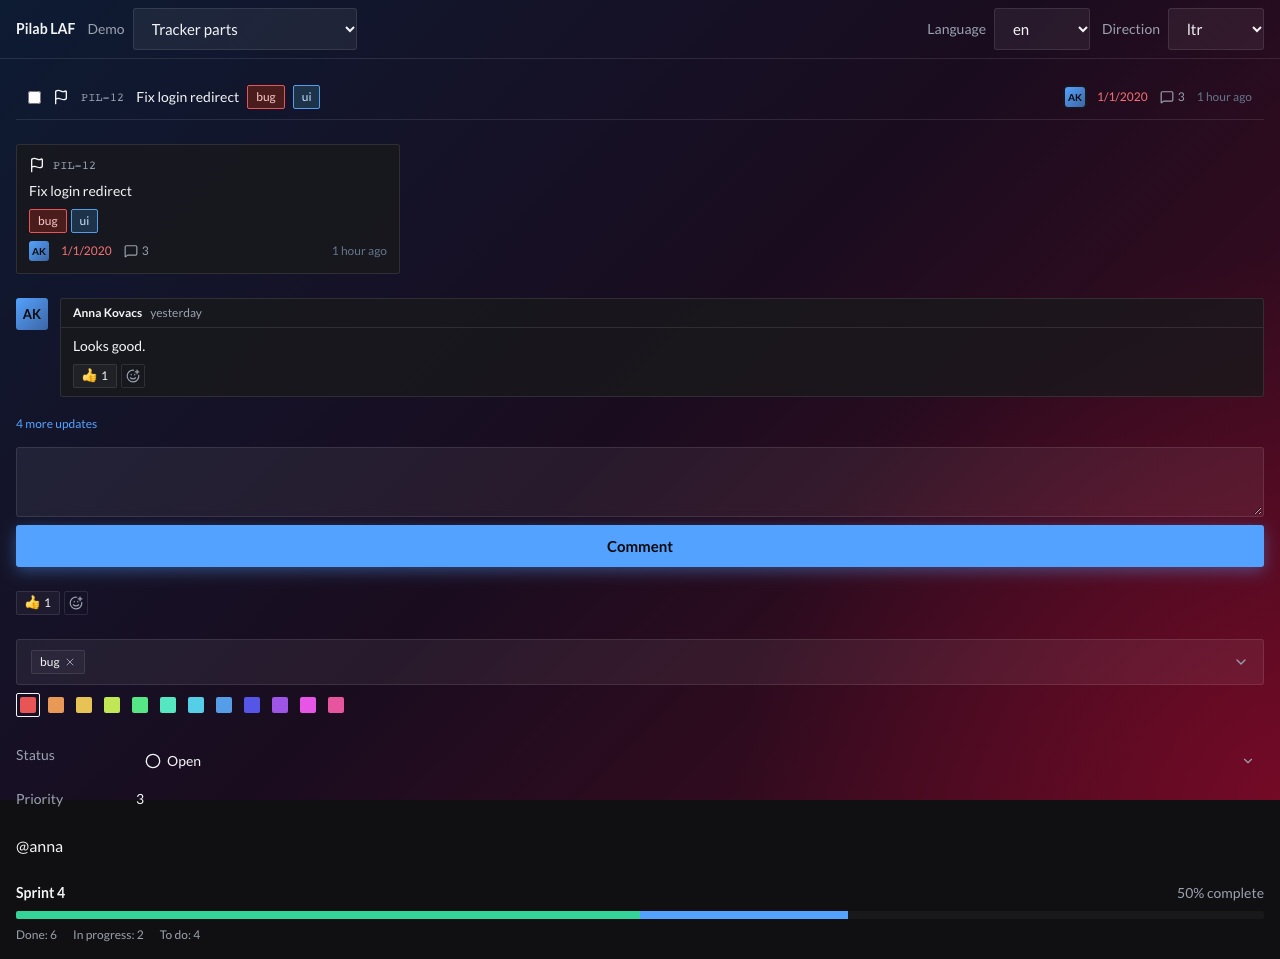 Pilab LAF Demo Tracker parts Language en Direction ltr
PIL-12 Fix login redirect bug ui AK 1/1/2020 3 1 hour ago
PIL-12
Fix login redirect
bug ui
AK 1/1/2020 3 1 hour ago
AK Anna Kovacs yesterday
Looks good.
👍 1
4 more updates
Comment
👍 1
bug
Status Open
Priority 3
@anna
Sprint 4 50% complete
Done: 6 In progress: 2 To do: 4